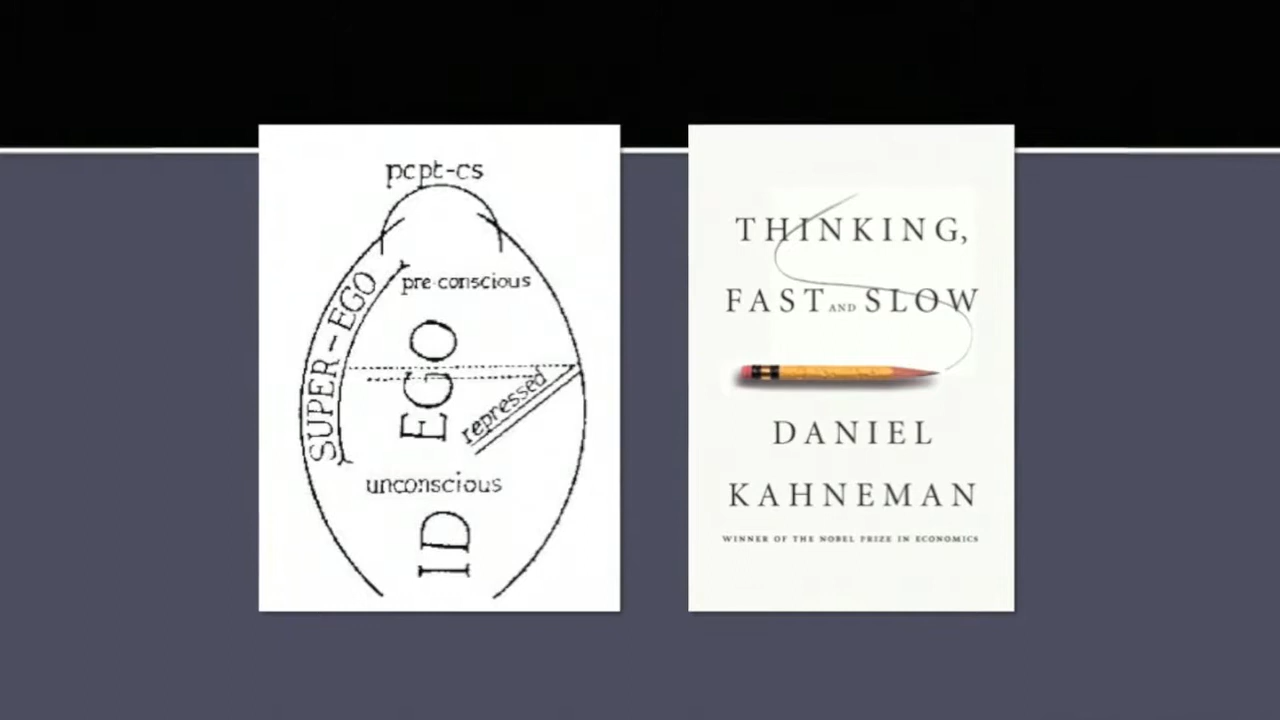 pcpt-cs
pre-conscious
SUPER-EGO
EGO
repressed
unconscious
ID
THINKING,
FAST AND SLOW
DANIEL
KAHNEMAN
WINNER OF THE NOBEL PRIZE IN ECONOMICS